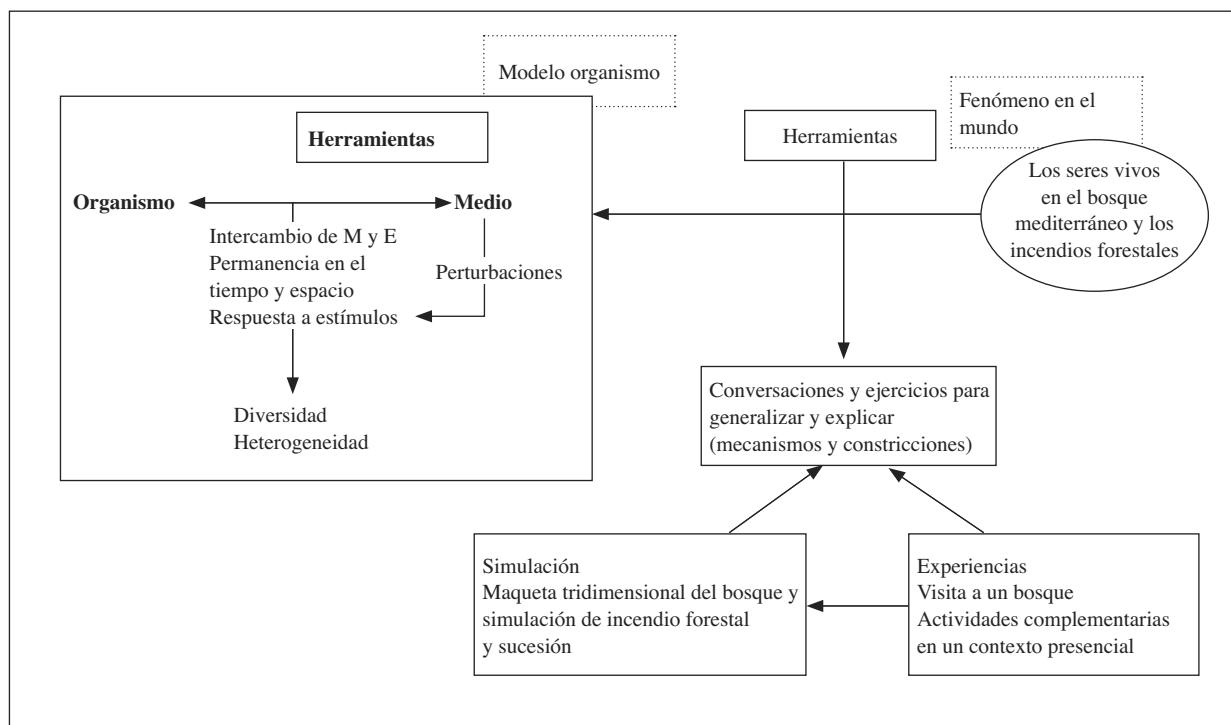 Modelo organismo
Herramientas
Organismo
Medio
Intercambio de M y E
Permanencia en el
tiempo y espacio
Respuesta a estímulos
Perturbaciones
Diversidad
Heterogeneidad
Herramientas
Fenómeno en el
mundo
Los seres vivos
en el bosque
mediterráneo y los
incendios forestales
Conversaciones y ejercicios para
generalizar y explicar
(mecanismos y constricciones)
Simulación
Maqueta tridimensional del bosque y
simulación de incendio forestal
y sucesión
Experiencias
Visita a un bosque
Actividades complementarias
en un contexto presencial